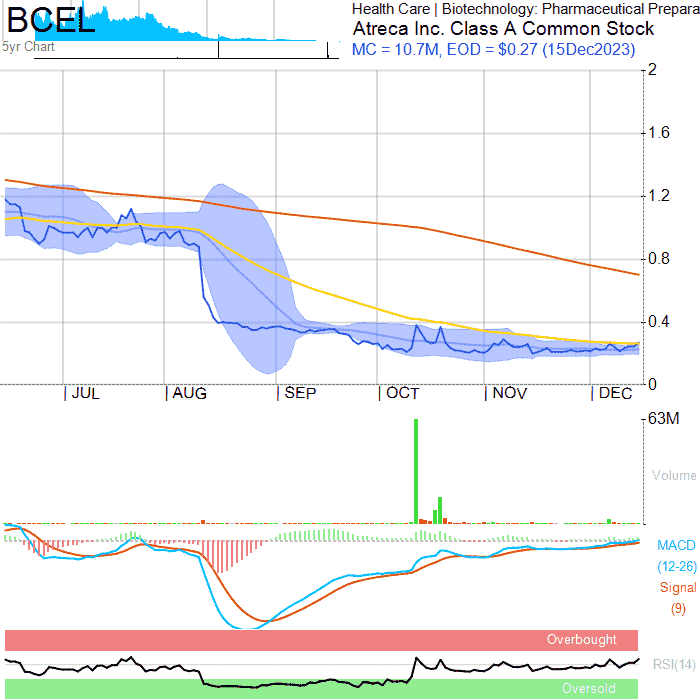 BCEL
Health Care | Biotechnology: Pharmaceutical Prepara
Atreca Inc. Class A Common Stock
5yr Chart
MC = 10.7M, EOD = $0.27 (15Dec2023)
2
1.6
1.2
0.8
0.4
0
JUL
AUG
SEP
OCT
NOV
DEC
63M
Volume
MACD
(12-26)
Signal
(9)
Overbought
RSI(14)
Oversold